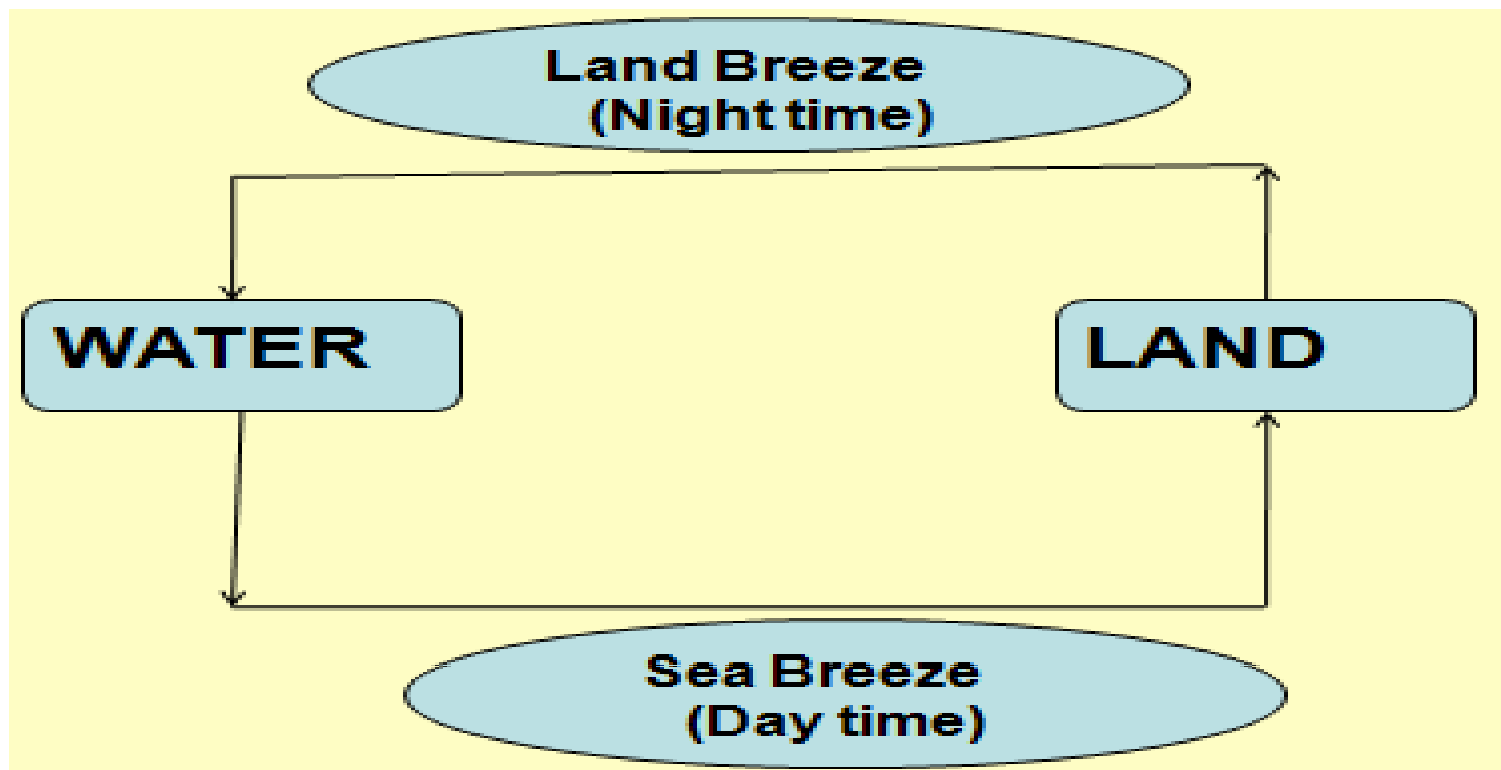 Land Breeze
(Night time)
WATER
LAND
Sea Breeze
(Day time)